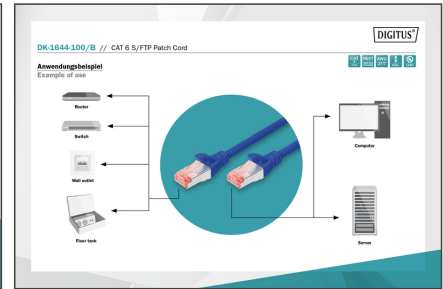 DIGITUS®
DK-1644-100/B // CAT 6 S/FTP Patch Cord
Anwendungsbeispiel
Example of use
Router
Switch
Wall outlet
Floor tank
Computer
Server